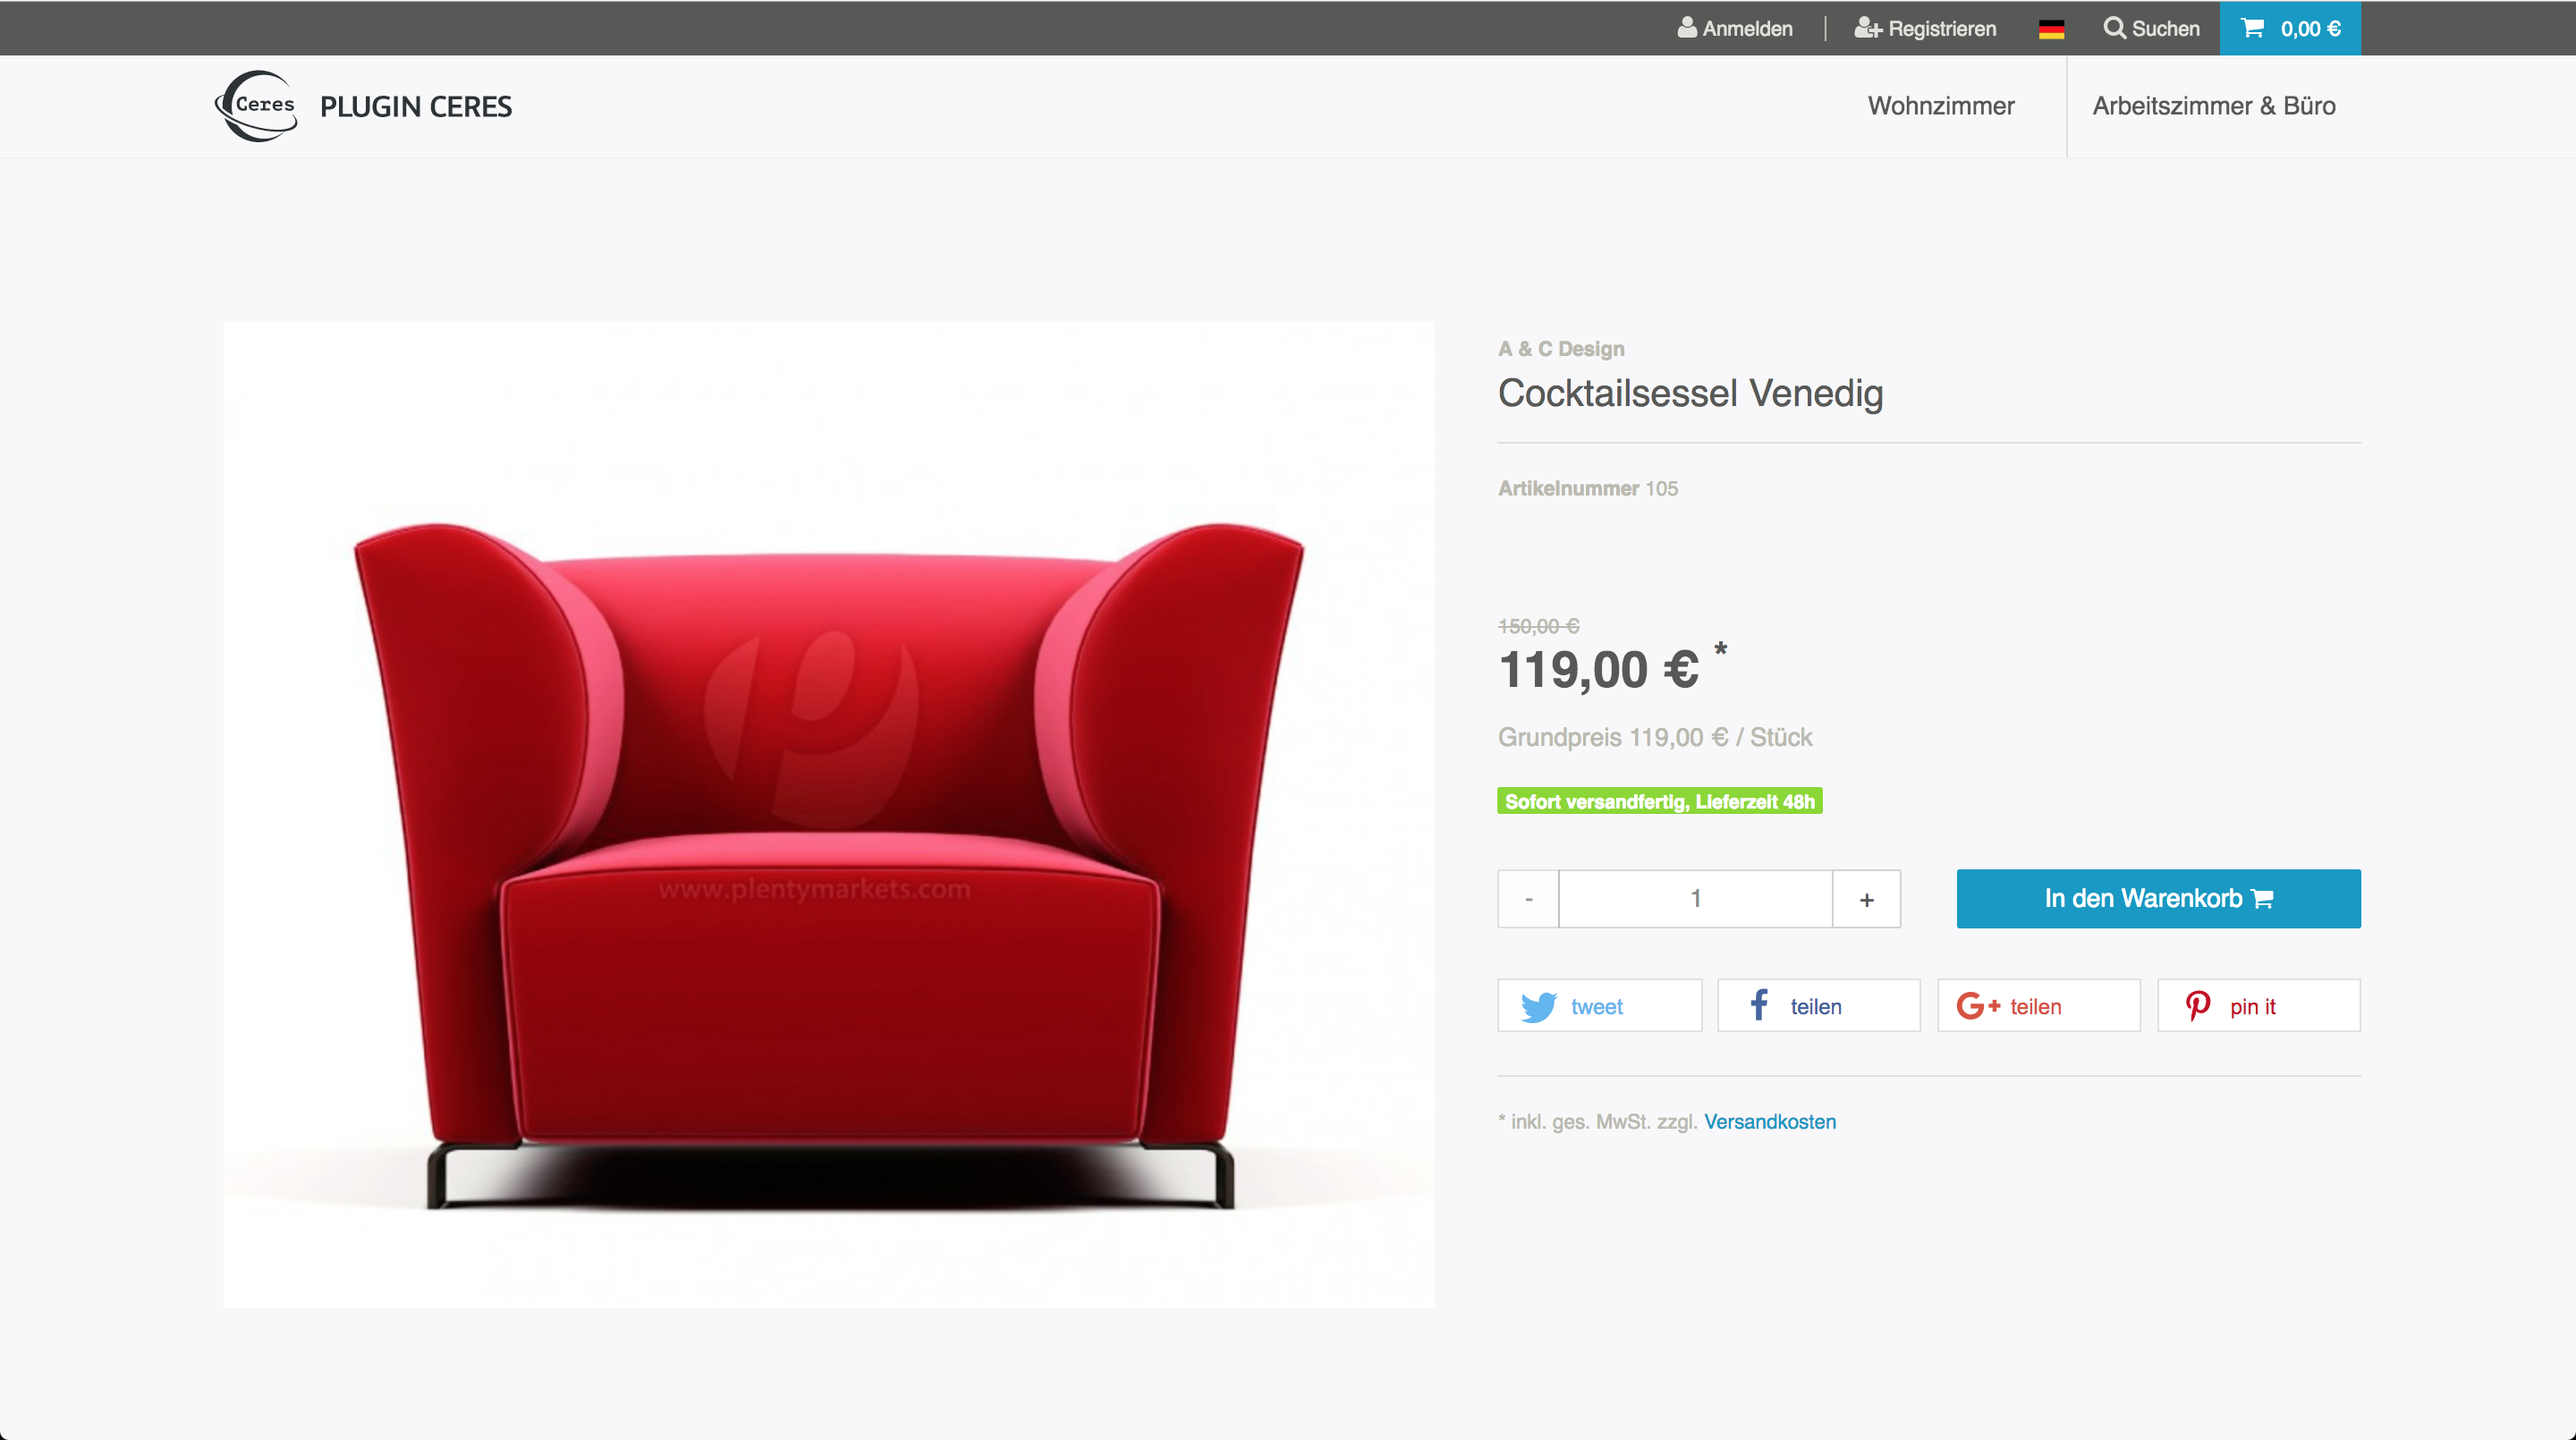 Anmelden | Registrieren Suchen 0,00 €
Ceres PLUGIN CERES Wohnzimmer Arbeitszimmer & Büro
A & C Design
Cocktailsessel Venedig
Artikelnummer 105
150,00 €
119,00 € *
Grundpreis 119,00 € / Stück
Sofort versandfertig, Lieferzeit 48h
www.plentymarkets.com
- 1 + In den Warenkorb
tweet teilen G+ teilen pin it
* inkl. ges. MwSt. zzgl. Versandkosten